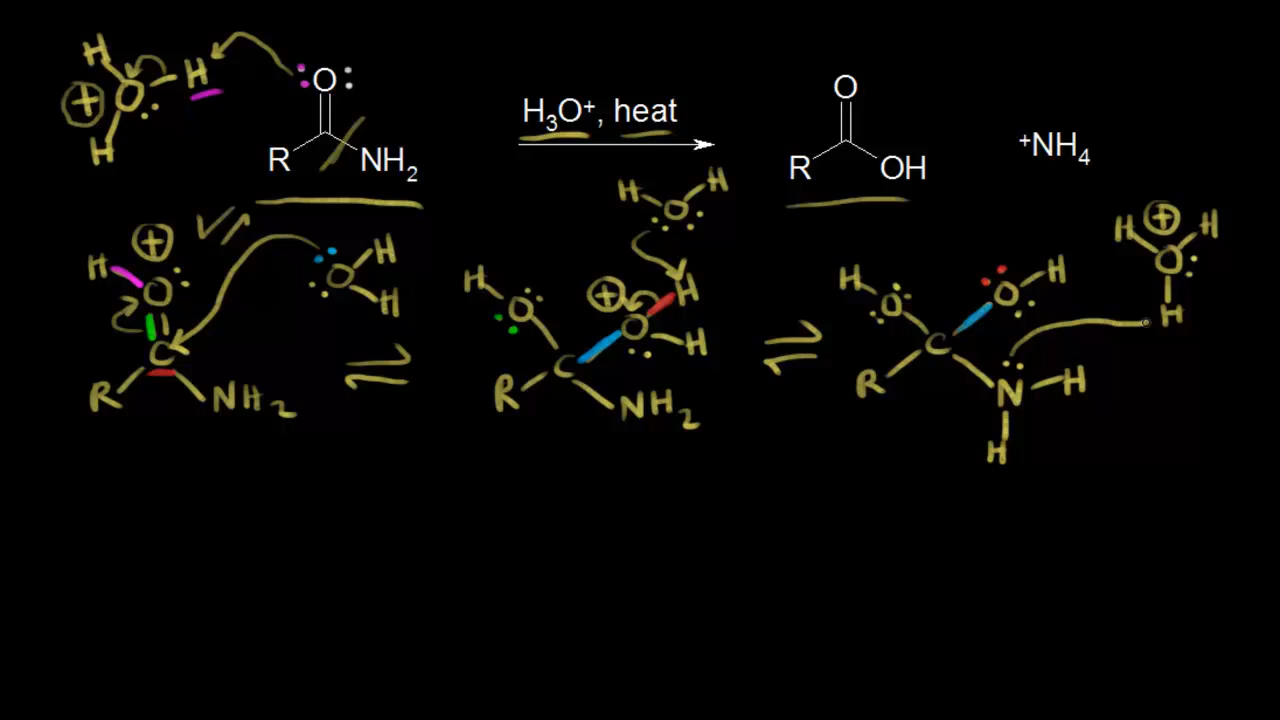 H H O ⊕ H O
H₃O⁺, heat
O
R NH₂
R OH
⁺NH₄
H H O
⊕ H O C R NH₂
O H H
H O ⊕ O H H C R NH₂
H O O H C R N H H
⊕ H H O H